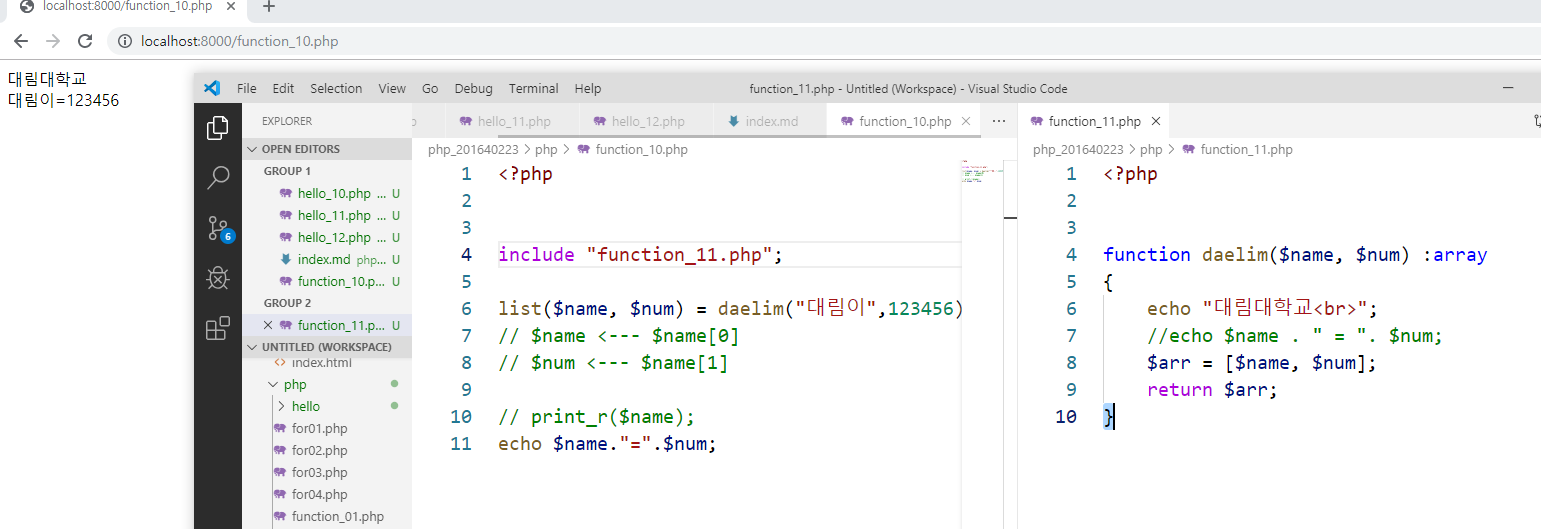 localhost:8000/function_10.php
localhost:8000/function_10.php
대림대학교
대림이=123456
File Edit Selection View Go Debug Terminal Help
function_11.php - Untitled (Workspace) - Visual Studio Code
EXPLORER
OPEN EDITORS
GROUP 1
hello_10.php ... U
hello_11.php ... U
hello_12.php ... U
index.md php... U
function_10.p... U
GROUP 2
function_11.p... U
UNTITLED (WORKSPACE)
index.html
php
hello
for01.php
for02.php
for03.php
for04.php
function_01.php
6
hello_11.php hello_12.php index.md function_10.php
php_201640223 > php > function_10.php
1 <?php
2
3
4 include "function_11.php";
5
6 list($name, $num) = daelim("대림이",123456)
7 // $name <--- $name[0]
8 // $num <--- $name[1]
9
10 // print_r($name);
11 echo $name."=".$num;
function_11.php
php_201640223 > php > function_11.php
1 <?php
2
3
4 function daelim($name, $num) :array
5 {
6 echo "대림대학교<br>";
7 //echo $name . " = ". $num;
8 $arr = [$name, $num];
9 return $arr;
10 }